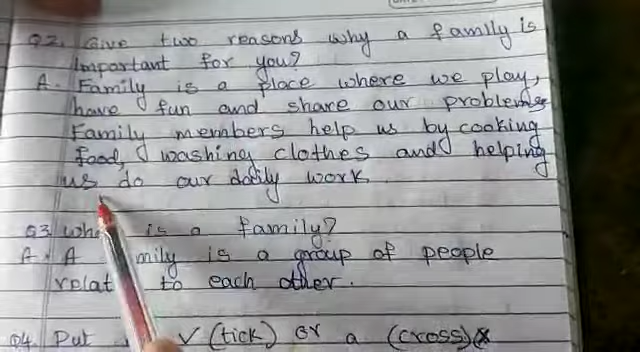 Q2. Give two reasons why a family is
important for you?
A. Family is a place where we play,
have fun and share our problems
Family members help us by cooking
food, washing clothes and helping
us do our daily work
Q3 is a family?
A. A is a group of people
to each other.
Q4 Put ✓ (tick) or a (cross) x